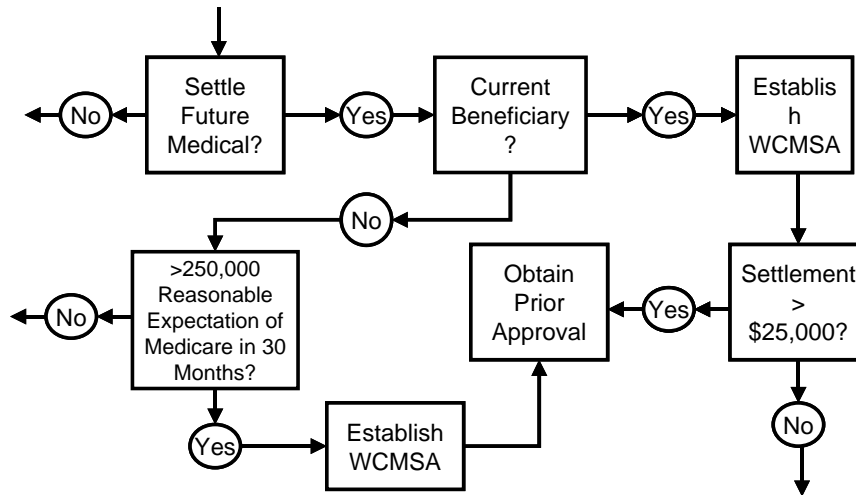 Settle
Future
Medical?
No
Yes
Current
Beneficiary
?
Yes
Establis
h
WCMSA
No
>250,000
Reasonable
Expectation of
Medicare in 30
Months?
No
Obtain
Prior
Approval
Yes
Settlement
>
$25,000?
Yes
Establish
WCMSA
No